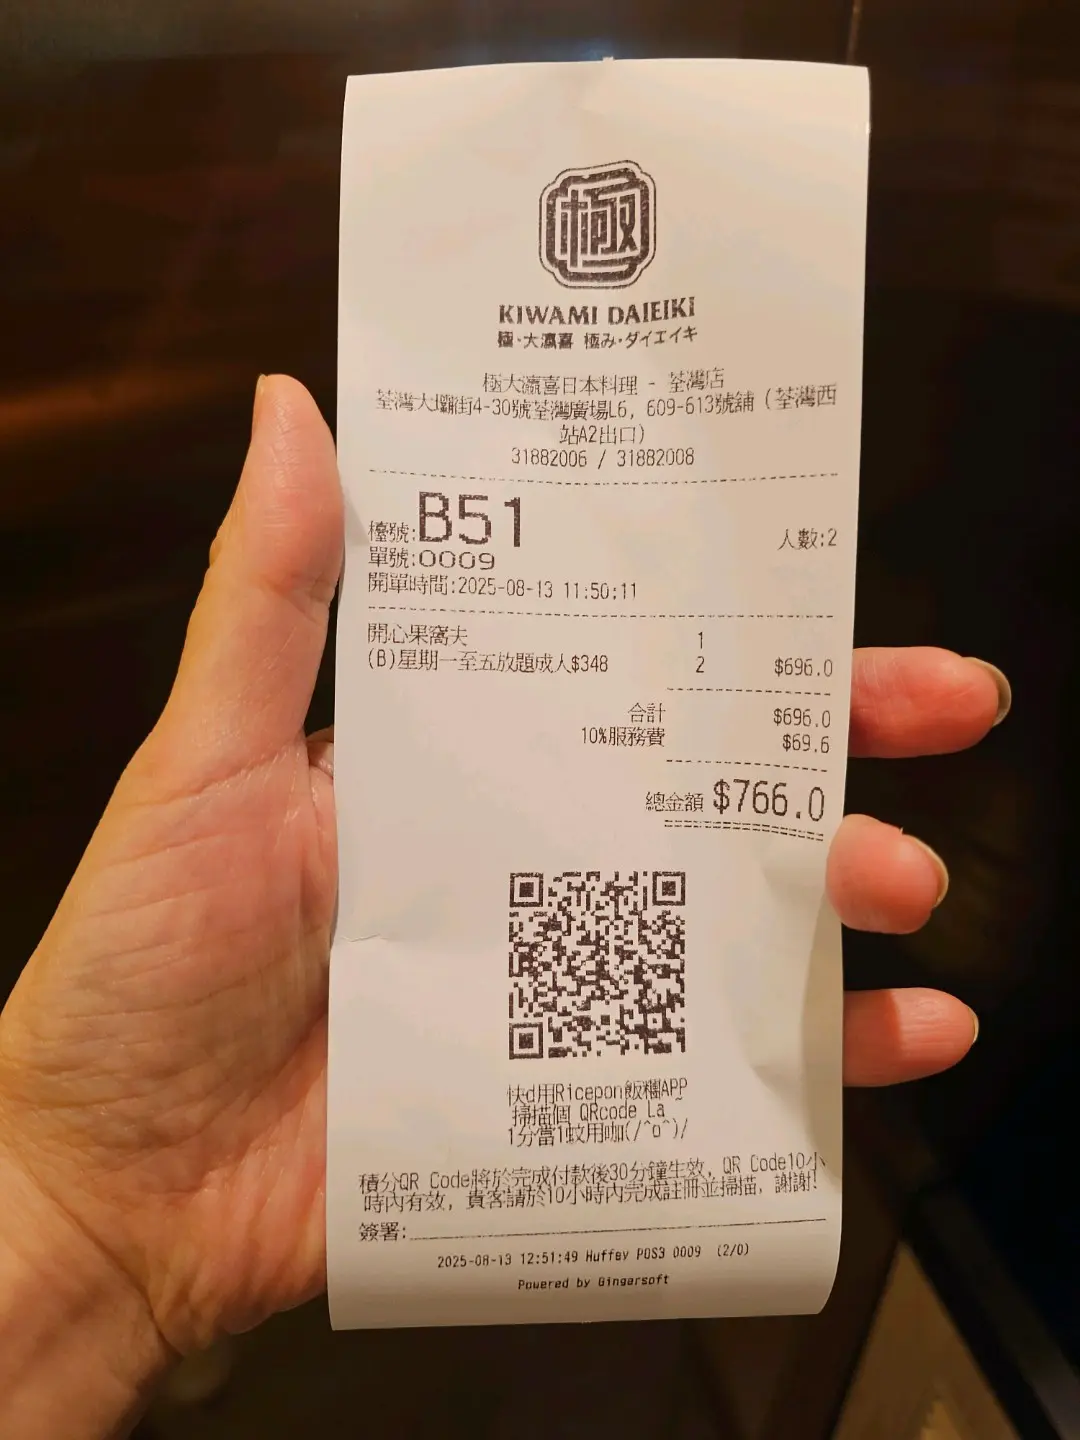 極
KIWAMI DAIEIKI
極·大瀛喜 極み·ダイエイキ
極大瀛喜日本料理 - 荃灣店
荃灣大壩街4-30號荃灣廣場L6, 609-613號舖 (荃灣西
站A2出口)
31882006 / 31882008
檯號:B51 人數:2
單號:0009
開單時間:2025-08-13 11:50:11
開心果窩夫 1
(B)星期一至五放題成人$348 2 $696.0
合計 $696.0
10%服務費 $69.6
總金額 $766.0
快d用Ricepon飯糰APP
掃描個 QRcode La~
1分當1蚊用咖(/^o^)/
積分QR Code將於完成付款後30分鐘生效, QR Code10小
時內有效, 貴客請於10小時內完成註冊並掃描, 謝謝!
簽署:
2025-08-13 12:51:49 Huffey POS3 0009 (2/0)
Powered by Gingersoft